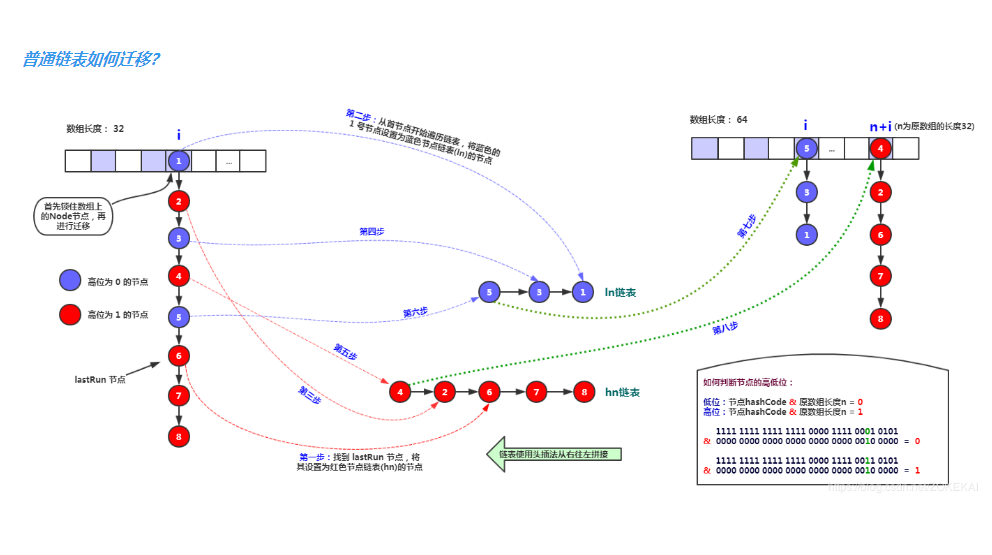 普通链表如何迁移?
数组长度： 32
i
1
...
首先锁住数组上
的Node节点，再
进行迁移
2
3
4
5
6
7
8
高位为 0 的节点
高位为 1 的节点
lastRun 节点
第二步：从首节点开始遍历链表，将蓝色的
1 号节点设置为蓝色节点链表(ln)的节点
第四步
第六步
第五步
第三步
第一步：找到 lastRun 节点，将
其设置为红色节点链表(hn)的节点
5
3
1
ln链表
4
2
6
7
8
hn链表
链表使用头插法从右往左拼接
第七步
第八步
数组长度： 64
i
n+i (n为原数组的长度32)
5
...
4
3
1
2
6
7
8
如何判断节点的高低位：
低位：节点hashCode & 原数组长度n = 0
高位：节点hashCode & 原数组长度n = 1
1111 1111 1111 1111 0000 1111 0001 0101
& 0000 0000 0000 0000 0000 0000 0010 0000 = 0
1111 1111 1111 1111 0000 1111 0011 0101
& 0000 0000 0000 0000 0000 0000 0010 0000 = 1